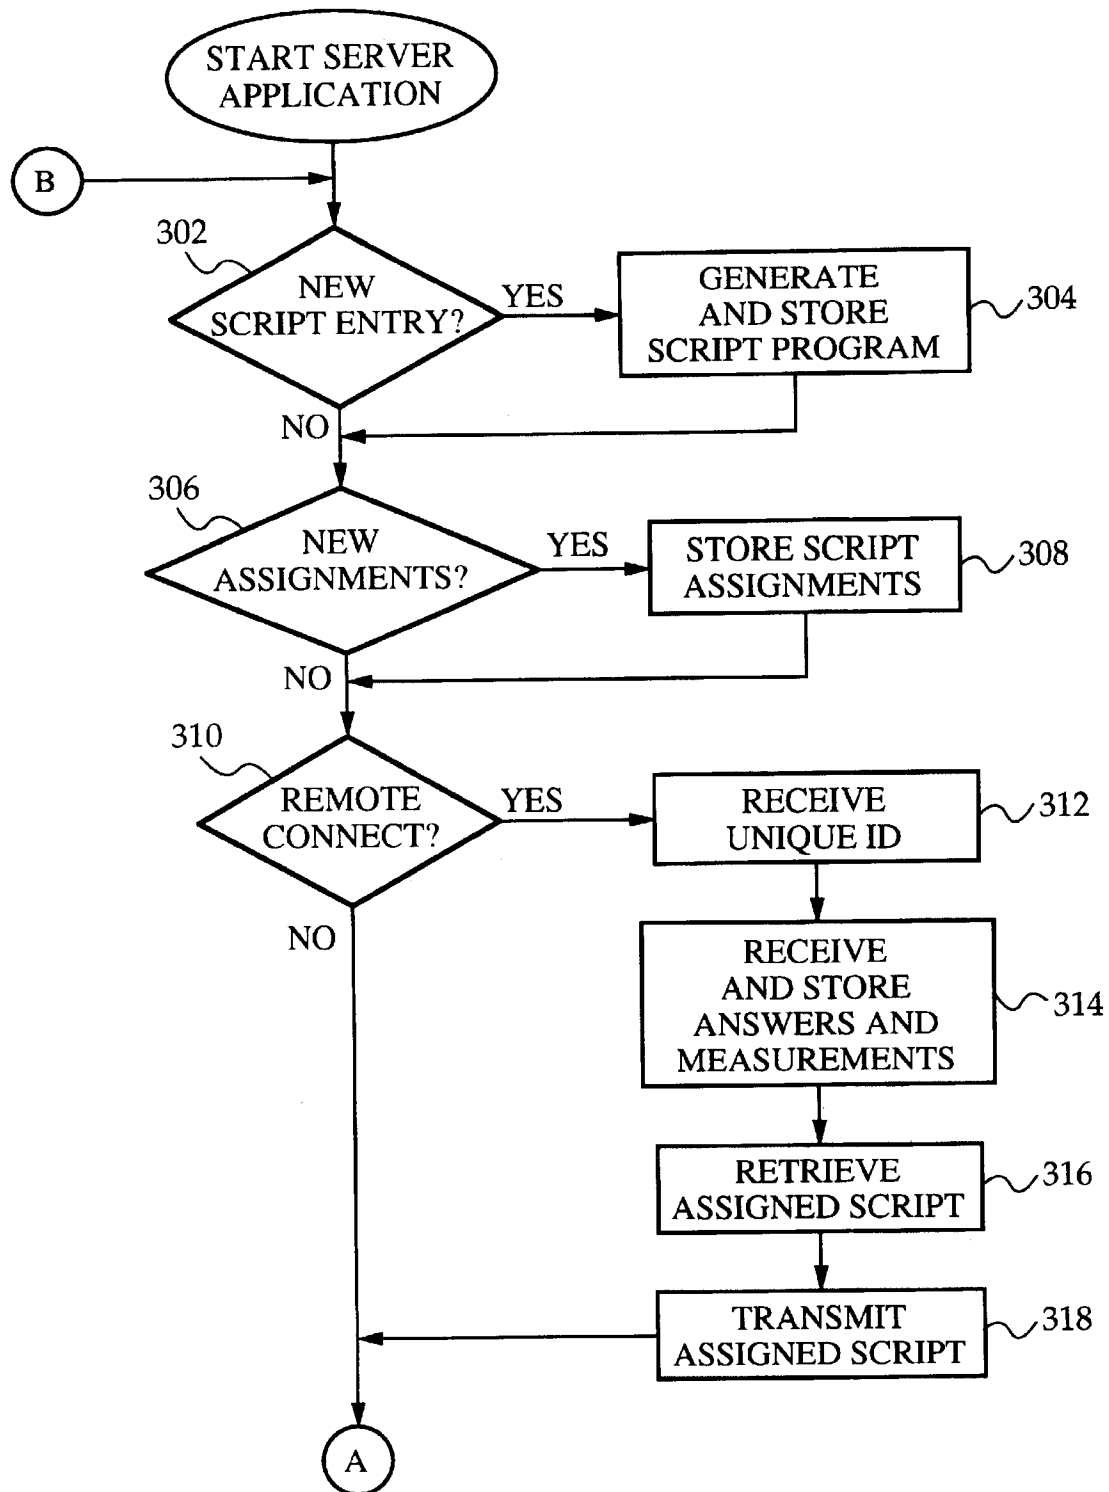 START SERVER
APPLICATION
B
302
NEW
SCRIPT ENTRY?
YES
GENERATE
AND STORE
SCRIPT PROGRAM
304
NO
306
NEW
ASSIGNMENTS?
YES
STORE SCRIPT
ASSIGNMENTS
308
NO
310
REMOTE
CONNECT?
YES
RECEIVE
UNIQUE ID
312
NO
RECEIVE
AND STORE
ANSWERS AND
MEASUREMENTS
314
RETRIEVE
ASSIGNED SCRIPT
316
TRANSMIT
ASSIGNED SCRIPT
318
A